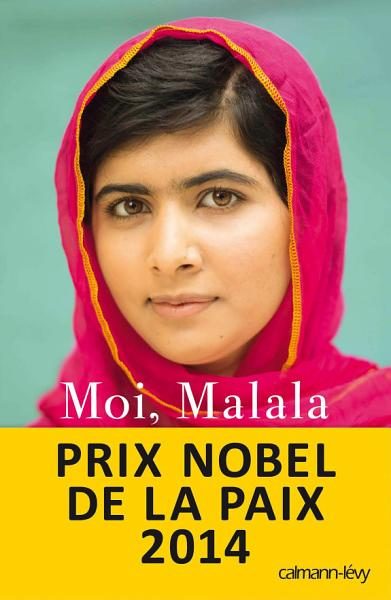 Moi, Malala
PRIX NOBEL
DE LA PAIX
2014
calmann-lévy